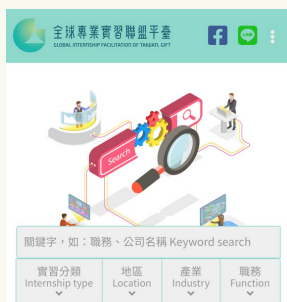 全球專業實習聯盟平臺
GLOBAL INTERNSHIP FACILITATION OF TAIWAN, GIFT
LINE
Search
關鍵字，如：職務、公司名稱 Keyword search
實習分類 地區 產業 職務
Internship type Location Industry Function